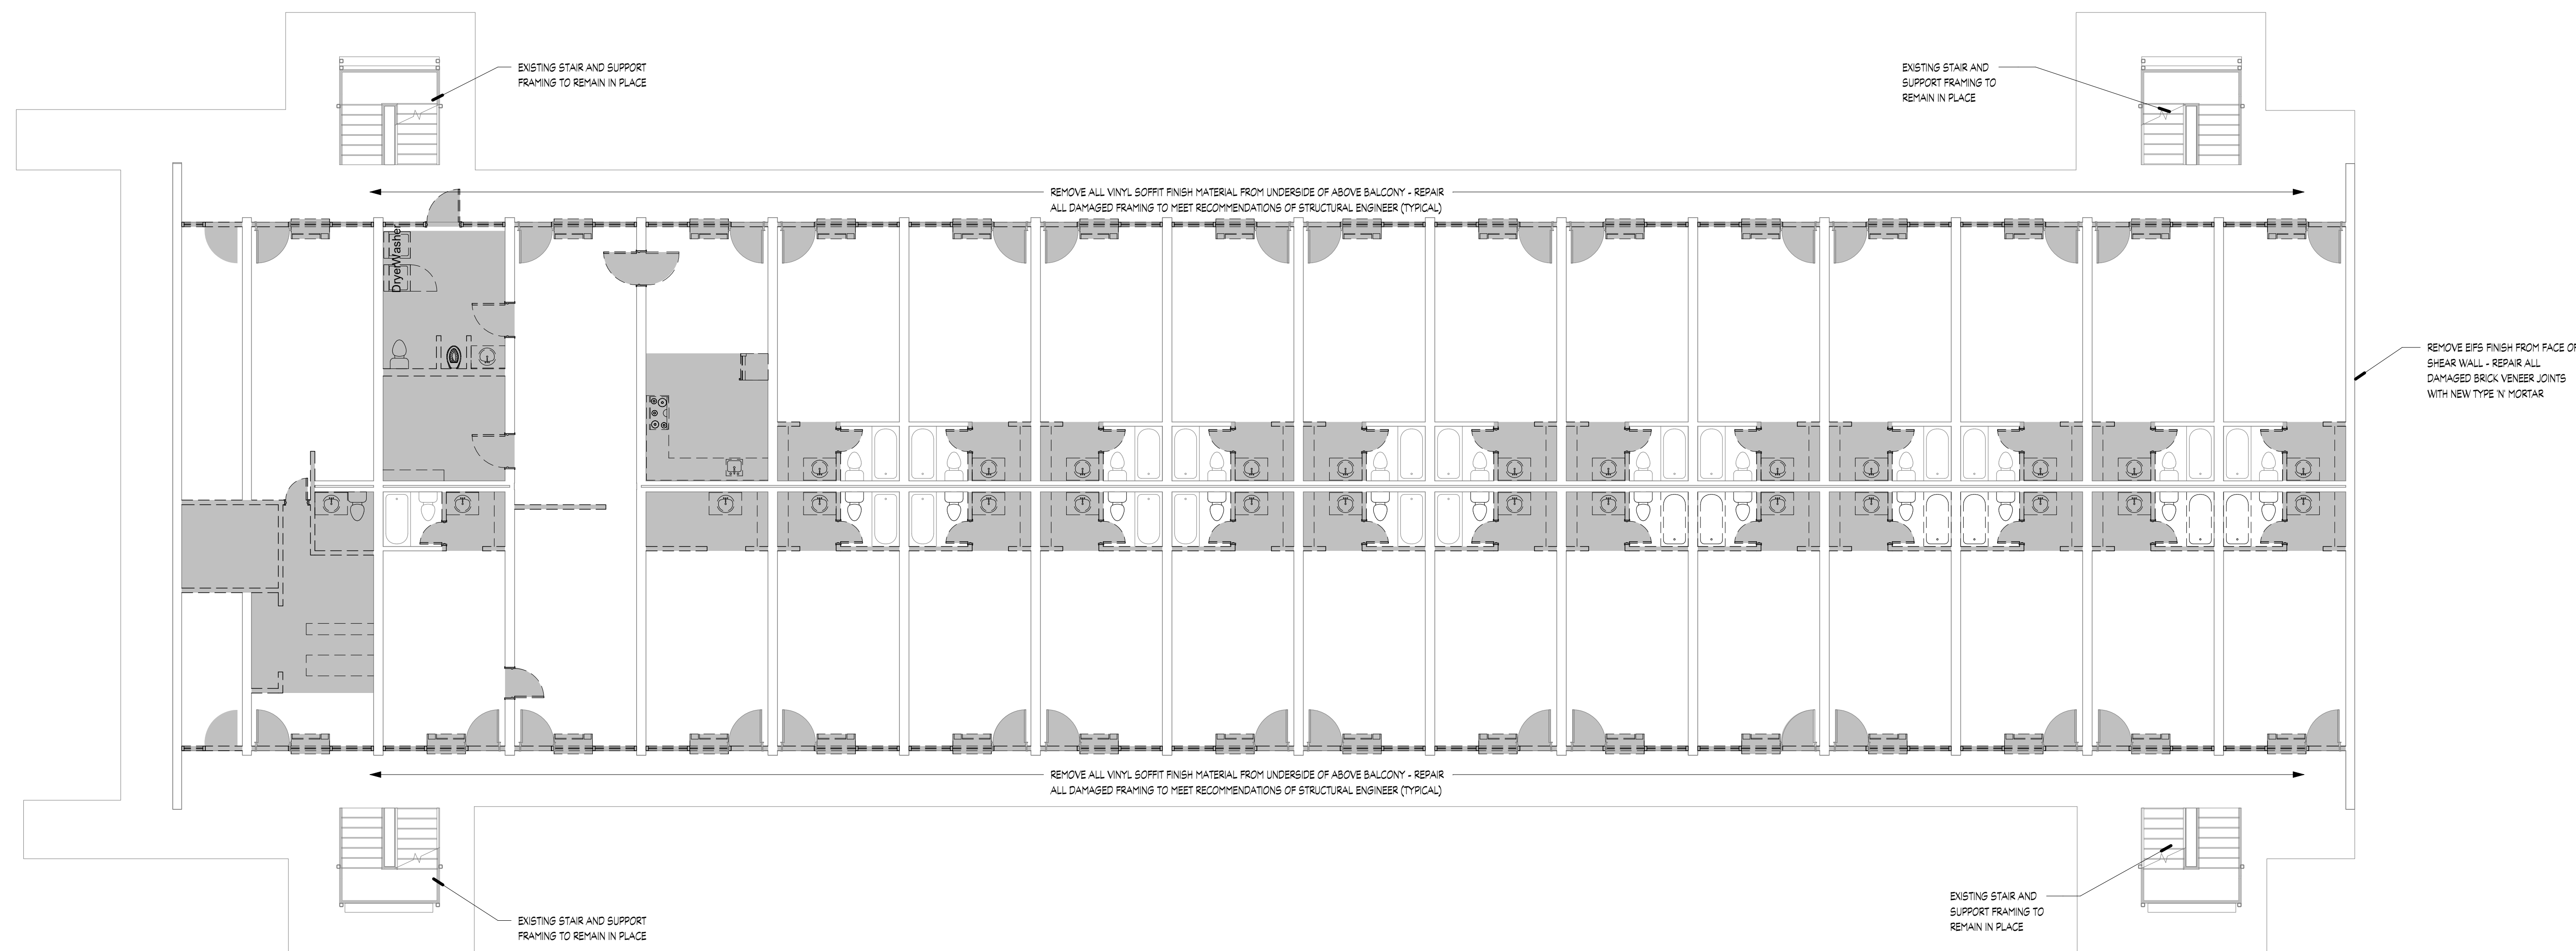 EXISTING STAIR AND SUPPORT
FRAMING TO REMAIN IN PLACE
EXISTING STAIR AND
SUPPORT FRAMING TO
REMAIN IN PLACE
REMOVE ALL VINYL SOFFIT FINISH MATERIAL FROM UNDERSIDE OF ABOVE BALCONY - REPAIR
ALL DAMAGED FRAMING TO MEET RECOMMENDATIONS OF STRUCTURAL ENGINEER (TYPICAL)
Washer
Dryer
REMOVE EIFS FINISH FROM FACE OF
SHEAR WALL - REPAIR ALL
DAMAGED BRICK VENEER JOINTS
WITH NEW TYPE 'N' MORTAR
REMOVE ALL VINYL SOFFIT FINISH MATERIAL FROM UNDERSIDE OF ABOVE BALCONY - REPAIR
ALL DAMAGED FRAMING TO MEET RECOMMENDATIONS OF STRUCTURAL ENGINEER (TYPICAL)
EXISTING STAIR AND SUPPORT
FRAMING TO REMAIN IN PLACE
EXISTING STAIR AND
SUPPORT FRAMING TO
REMAIN IN PLACE